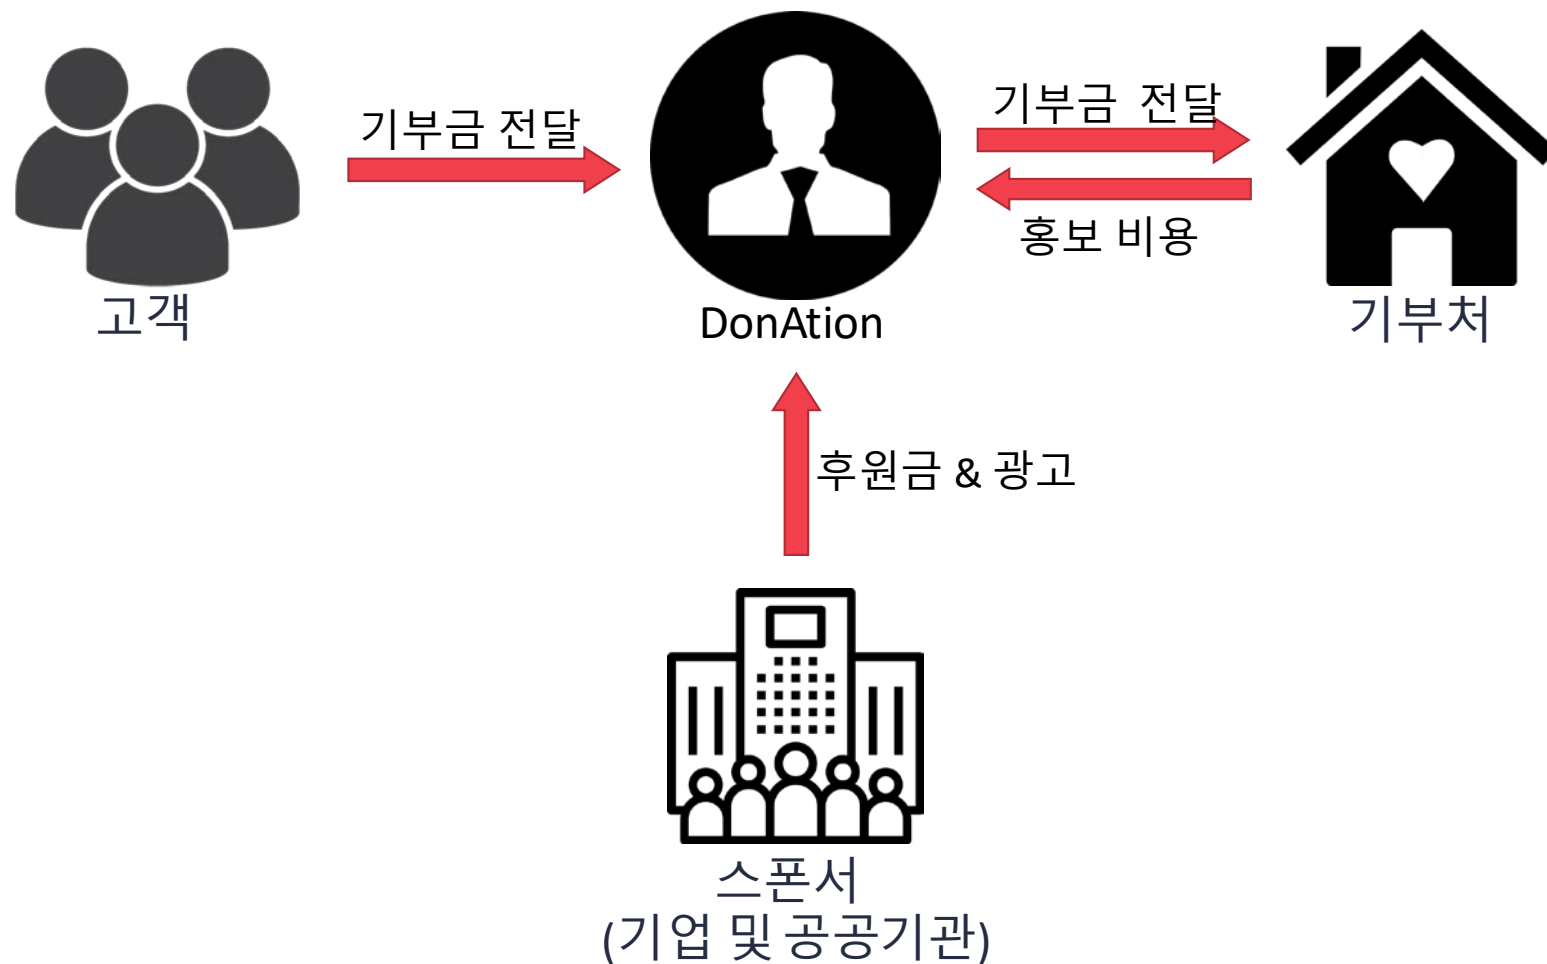 기부금 전달
기부금 전달
홍보 비용
고객
DonAtion
기부처
후원금 & 광고
스폰서
(기업 및 공공기관)